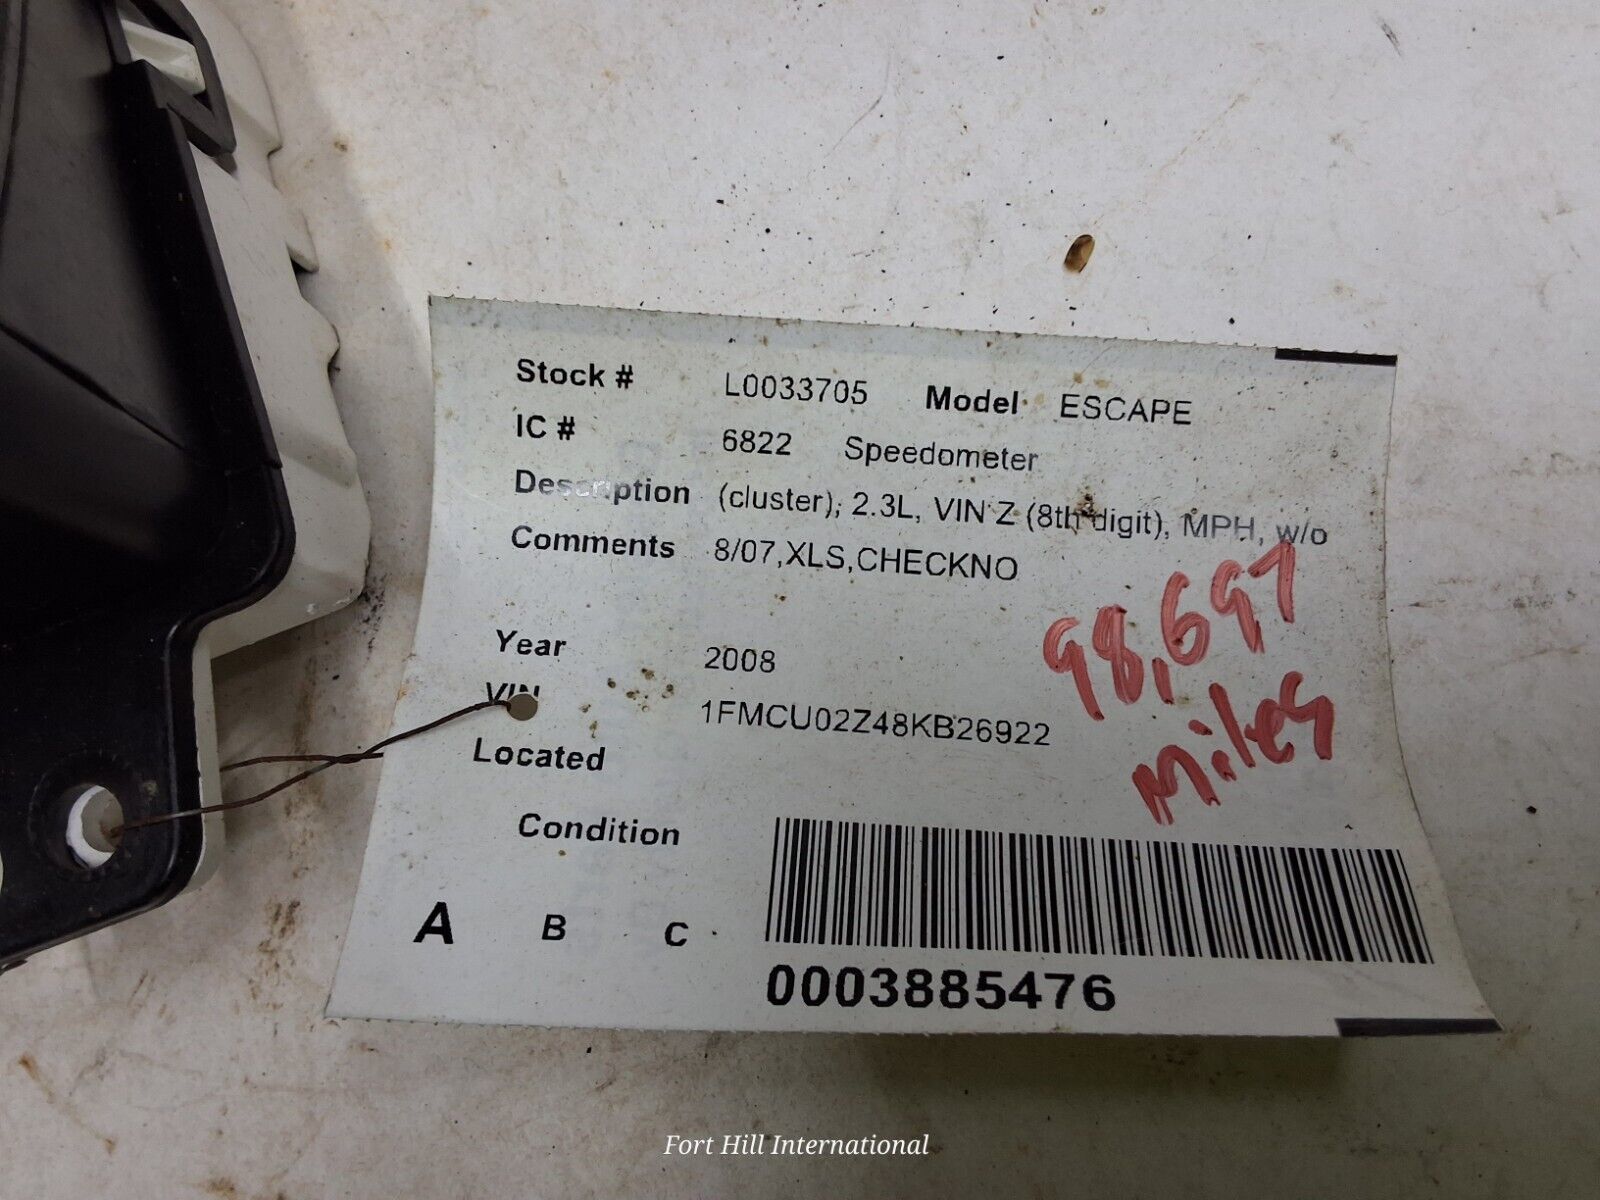 Stock # L0033705 Model ESCAPE
IC # 6822 Speedometer
Description (cluster), 2.3L, VIN Z (8th digit), MPH, w/o
Comments 8/07,XLS,CHECKNO
98,697
Miles
Year 2008
VIN 1FMCU02Z48KB26922
Located
Condition
A B C
0003885476
Fort Hill International